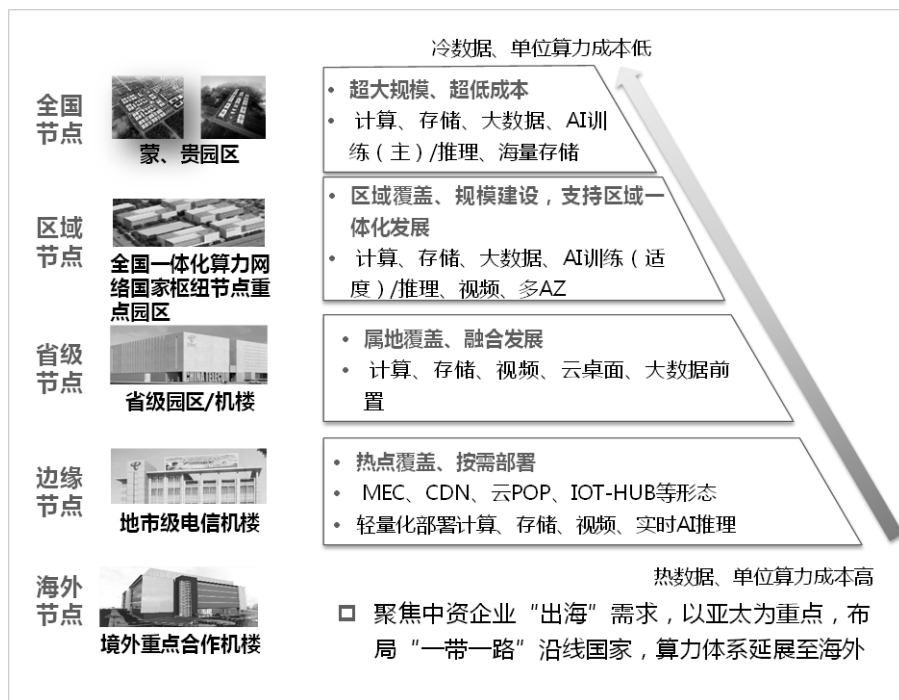 冷数据、单位算力成本低
全国
节点
蒙、贵园区
• 超大规模、超低成本
• 计算、存储、大数据、AI训
练（主）/推理、海量存储
区域
节点
全国一体化算力网
络国家枢纽节点重
点园区
• 区域覆盖、规模建设，支持区域一
体化发展
• 计算、存储、大数据、AI训练（适
度）/推理、视频、多AZ
省级
节点
CHINA TELECOM
省级园区/机楼
• 属地覆盖、融合发展
• 计算、存储、视频、云桌面、大数据前
置
边缘
节点
地市级电信机楼
• 热点覆盖、按需部署
• MEC、CDN、云POP、IOT-HUB等形态
• 轻量化部署计算、存储、视频、实时AI推理
热数据、单位算力成本高
海外
节点
境外重点合作机楼
聚焦中资企业“出海”需求，以亚太为重点，布
局“一带一路”沿线国家，算力体系延展至海外